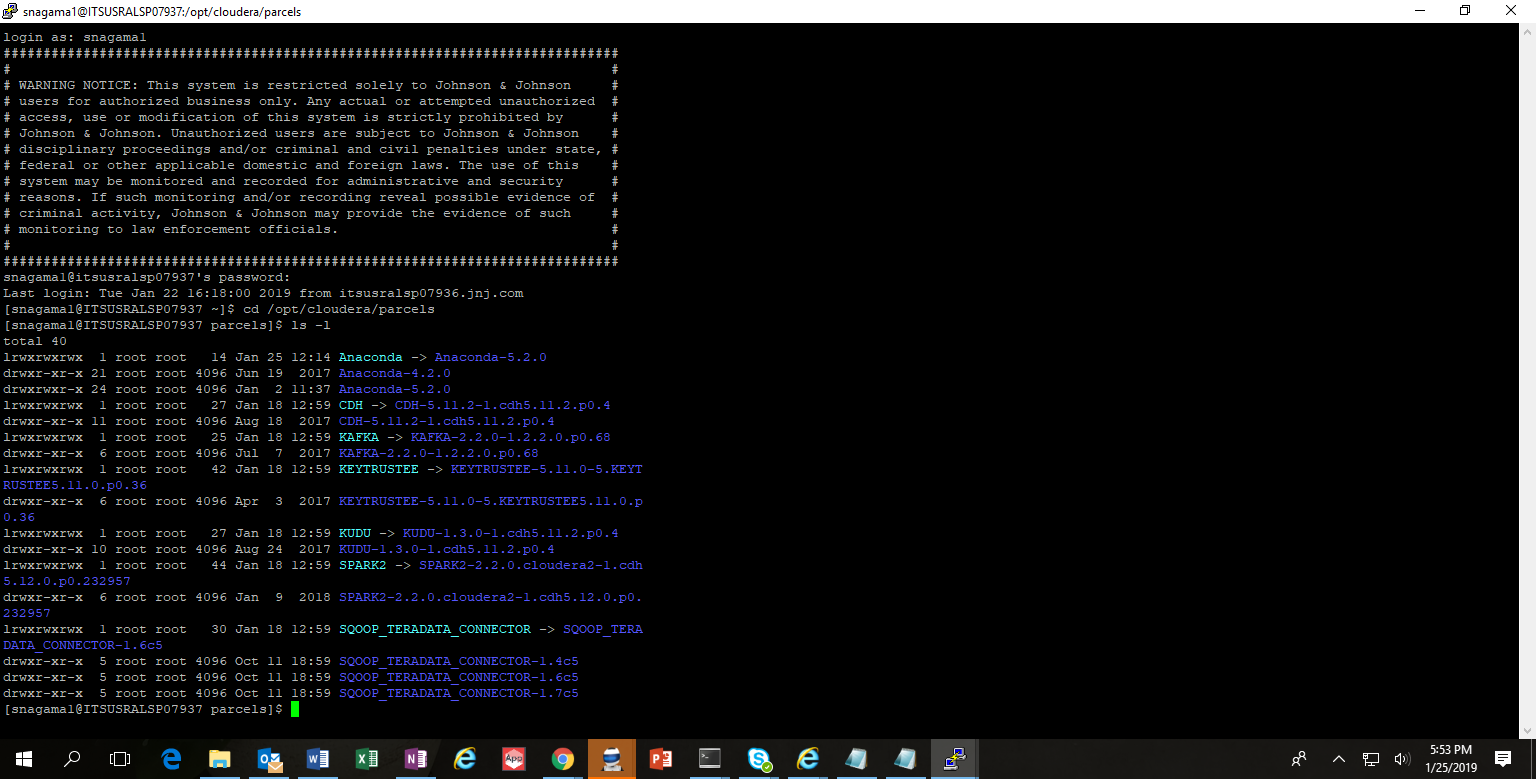 snagama1@ITSUSRALSP07937:/opt/cloudera/parcels
login as: snagama1
#############################################################################
#                                                                           #
# WARNING NOTICE: This system is restricted solely to Johnson & Johnson     #
# users for authorized business only. Any actual or attempted unauthorized  #
# access, use or modification of this system is strictly prohibited by      #
# Johnson & Johnson. Unauthorized users are subject to Johnson & Johnson    #
# disciplinary proceedings and/or criminal and civil penalties under state, #
# federal or other applicable domestic and foreign laws. The use of this    #
# system may be monitored and recorded for administrative and security      #
# reasons. If such monitoring and/or recording reveal possible evidence of  #
# criminal activity, Johnson & Johnson may provide the evidence of such     #
# monitoring to law enforcement officials.                                  #
#                                                                           #
#############################################################################
snagama1@itsusralsp07937's password:
Last login: Tue Jan 22 16:18:00 2019 from itsusralsp07936.jnj.com
[snagama1@ITSUSRALSP07937 ~]$ cd /opt/cloudera/parcels
[snagama1@ITSUSRALSP07937 parcels]$ ls -l
total 40
lrwxrwxrwx  1 root root   14 Jan 25 12:14 Anaconda -> Anaconda-5.2.0
drwxr-xr-x 21 root root 4096 Jun 19  2017 Anaconda-4.2.0
drwxrwxr-x 24 root root 4096 Jan  2 11:37 Anaconda-5.2.0
lrwxrwxrwx  1 root root   27 Jan 18 12:59 CDH -> CDH-5.11.2-1.cdh5.11.2.p0.4
drwxr-xr-x 11 root root 4096 Aug 18  2017 CDH-5.11.2-1.cdh5.11.2.p0.4
lrwxrwxrwx  1 root root   25 Jan 18 12:59 KAFKA -> KAFKA-2.2.0-1.2.2.0.p0.68
drwxr-xr-x  6 root root 4096 Jul  7  2017 KAFKA-2.2.0-1.2.2.0.p0.68
lrwxrwxrwx  1 root root   42 Jan 18 12:59 KEYTRUSTEE -> KEYTRUSTEE-5.11.0-5.KEYT
RUSTEE5.11.0.p0.36
drwxr-xr-x  6 root root 4096 Apr  3  2017 KEYTRUSTEE-5.11.0-5.KEYTRUSTEE5.11.0.p
0.36
lrwxrwxrwx  1 root root   27 Jan 18 12:59 KUDU -> KUDU-1.3.0-1.cdh5.11.2.p0.4
drwxr-xr-x 10 root root 4096 Aug 24  2017 KUDU-1.3.0-1.cdh5.11.2.p0.4
lrwxrwxrwx  1 root root   44 Jan 18 12:59 SPARK2 -> SPARK2-2.2.0.cloudera2-1.cdh
5.12.0.p0.232957
drwxr-xr-x  6 root root 4096 Jan  9  2018 SPARK2-2.2.0.cloudera2-1.cdh5.12.0.p0.
232957
lrwxrwxrwx  1 root root   30 Jan 18 12:59 SQOOP_TERADATA_CONNECTOR -> SQOOP_TERA
DATA_CONNECTOR-1.6c5
drwxr-xr-x  5 root root 4096 Oct 11 18:59 SQOOP_TERADATA_CONNECTOR-1.4c5
drwxr-xr-x  5 root root 4096 Oct 11 18:59 SQOOP_TERADATA_CONNECTOR-1.6c5
drwxr-xr-x  5 root root 4096 Oct 11 18:59 SQOOP_TERADATA_CONNECTOR-1.7c5
[snagama1@ITSUSRALSP07937 parcels]$
App
5:53 PM
1/25/2019